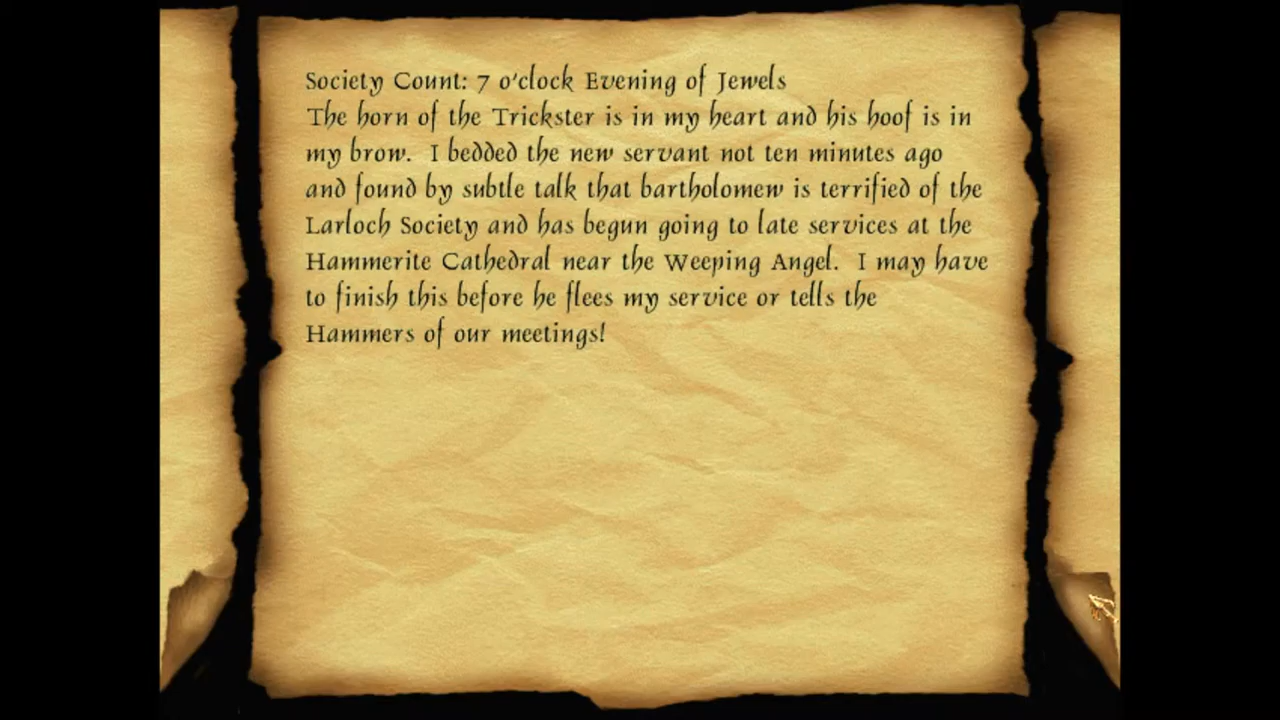 Society Count: 7 o'clock Evening of Jewels
The horn of the Trickster is in my heart and his hoof is in
my brow.  I bedded the new servant not ten minutes ago
and found by subtle talk that bartholomew is terrified of the
Larloch Society and has begun going to late services at the
Hammerite Cathedral near the Weeping Angel.  I may have
to finish this before he flees my service or tells the
Hammers of our meetings!